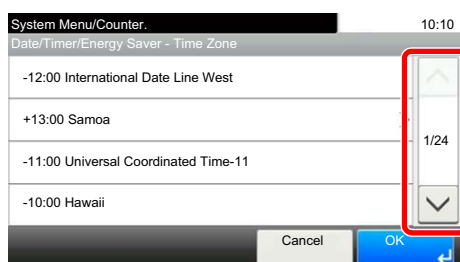 System Menu/Counter.
10:10
Date/Timer/Energy Saver - Time Zone
-12:00 International Date Line West
+13:00 Samoa
1/24
-11:00 Universal Coordinated Time-11
-10:00 Hawaii
Cancel
OK